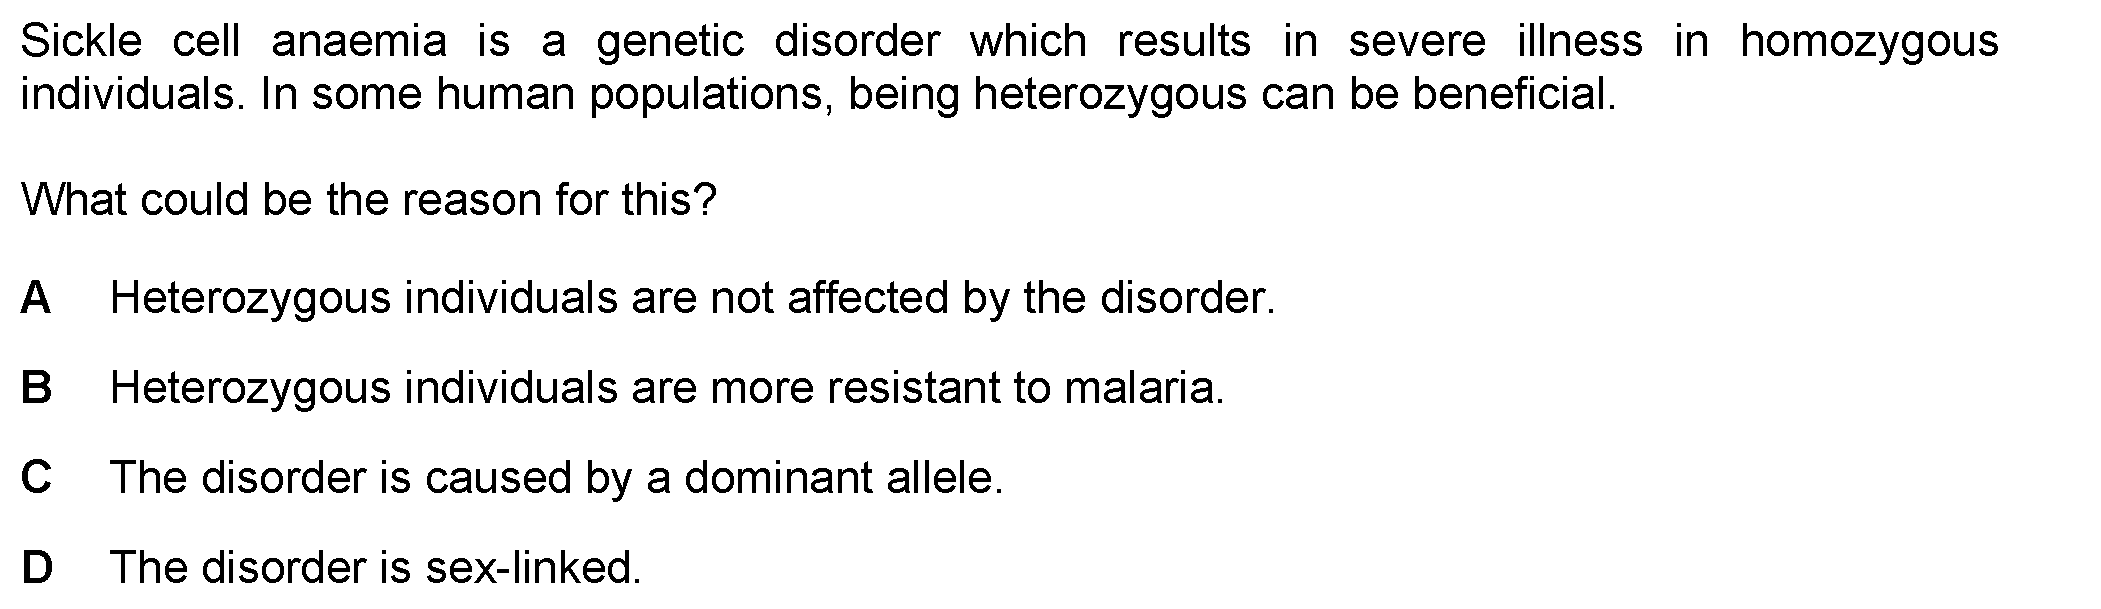 Sickle cell anaemia is a genetic disorder which results in severe illness in homozygous
individuals. In some human populations, being heterozygous can be beneficial.
What could be the reason for this?
A Heterozygous individuals are not affected by the disorder.
B Heterozygous individuals are more resistant to malaria.
C The disorder is caused by a dominant allele.
D The disorder is sex-linked.